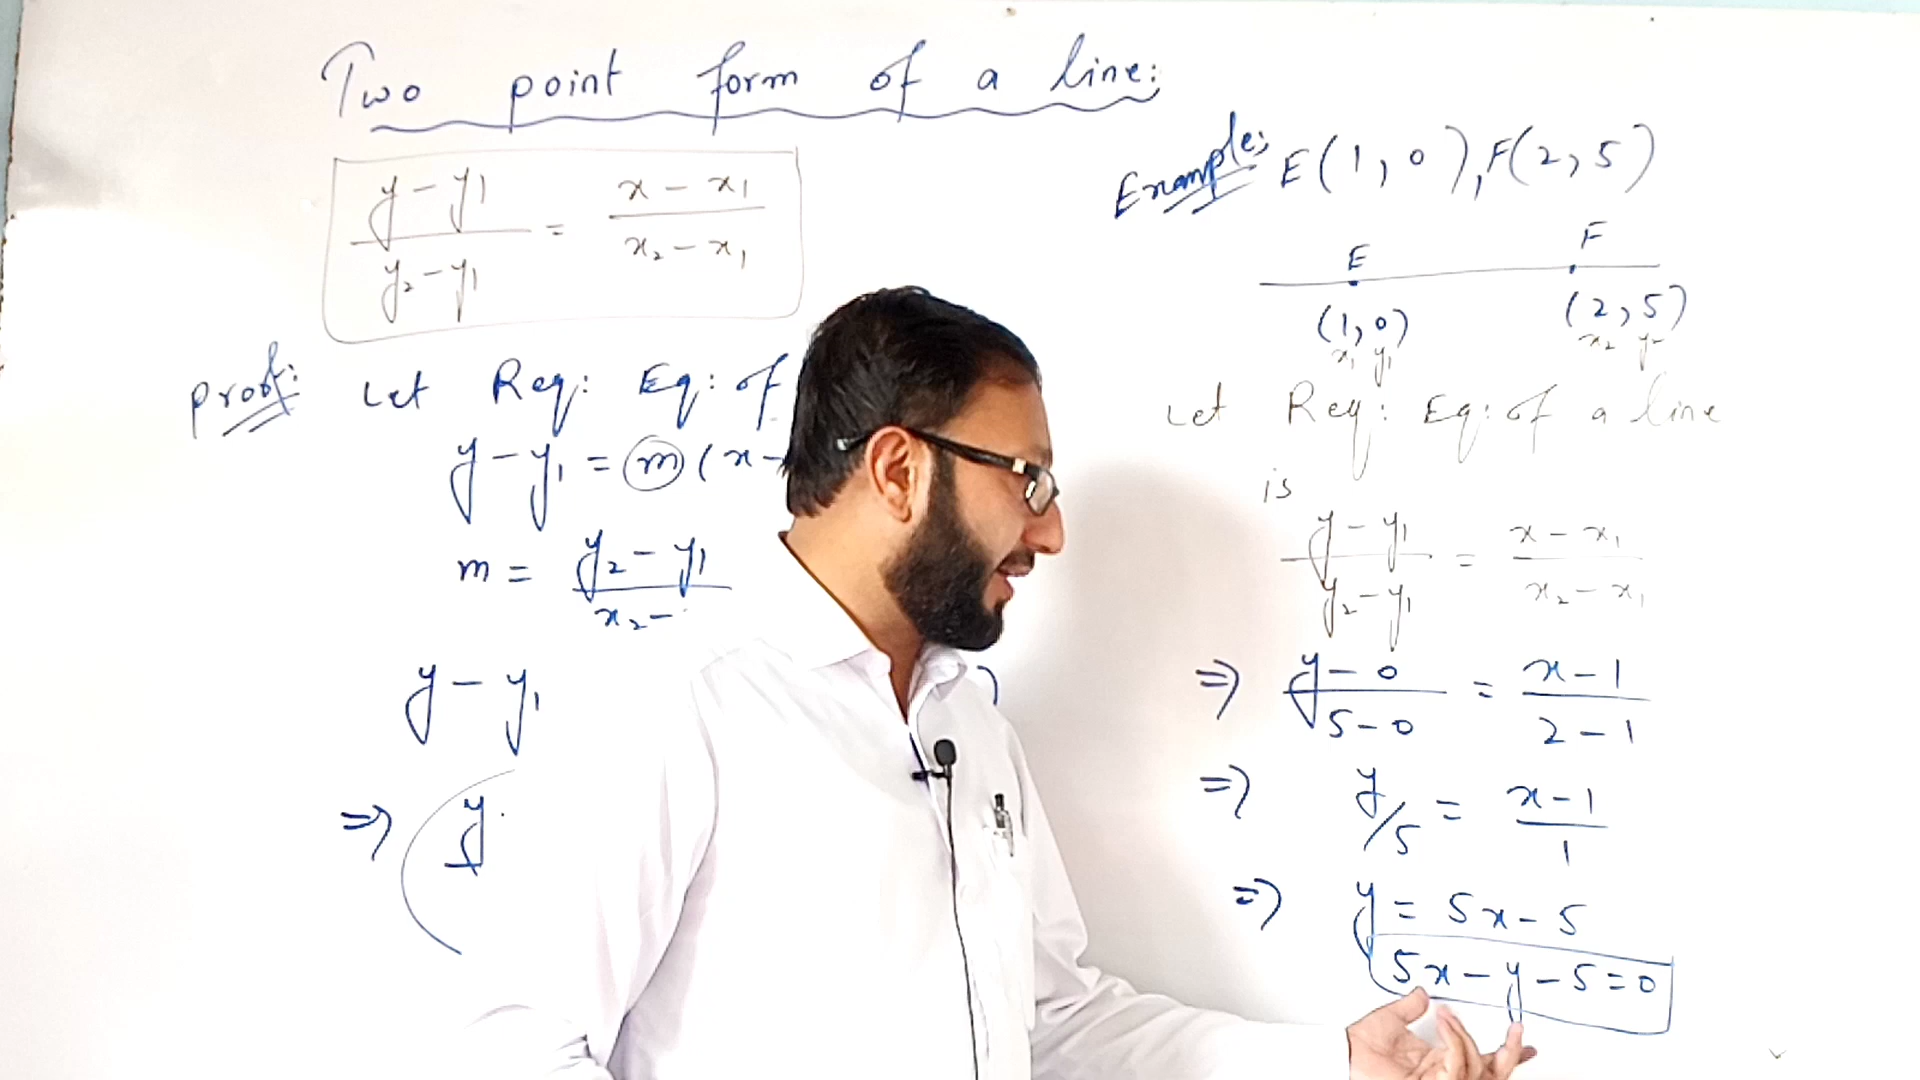 Two point form of a line:
y - y₁ / y₂ - y₁ = x - x₁ / x₂ - x₁
Proof: Let Req: Eq: of
y - y₁ = m (x -
m = y₂ - y₁ / x₂ -
y - y₁ )
⇒ ( y
Example: E(1, 0), F(2, 5)
E F
(1, 0) (2, 5)
x₁ y₁ x₂ y₂
Let Req: Eq: of a line
is
y - y₁ / y₂ - y₁ = x - x₁ / x₂ - x₁
⇒ y - 0 / 5 - 0 = x - 1 / 2 - 1
⇒ y/5 = x - 1 / 1
⇒ y = 5x - 5
5x - y - 5 = 0